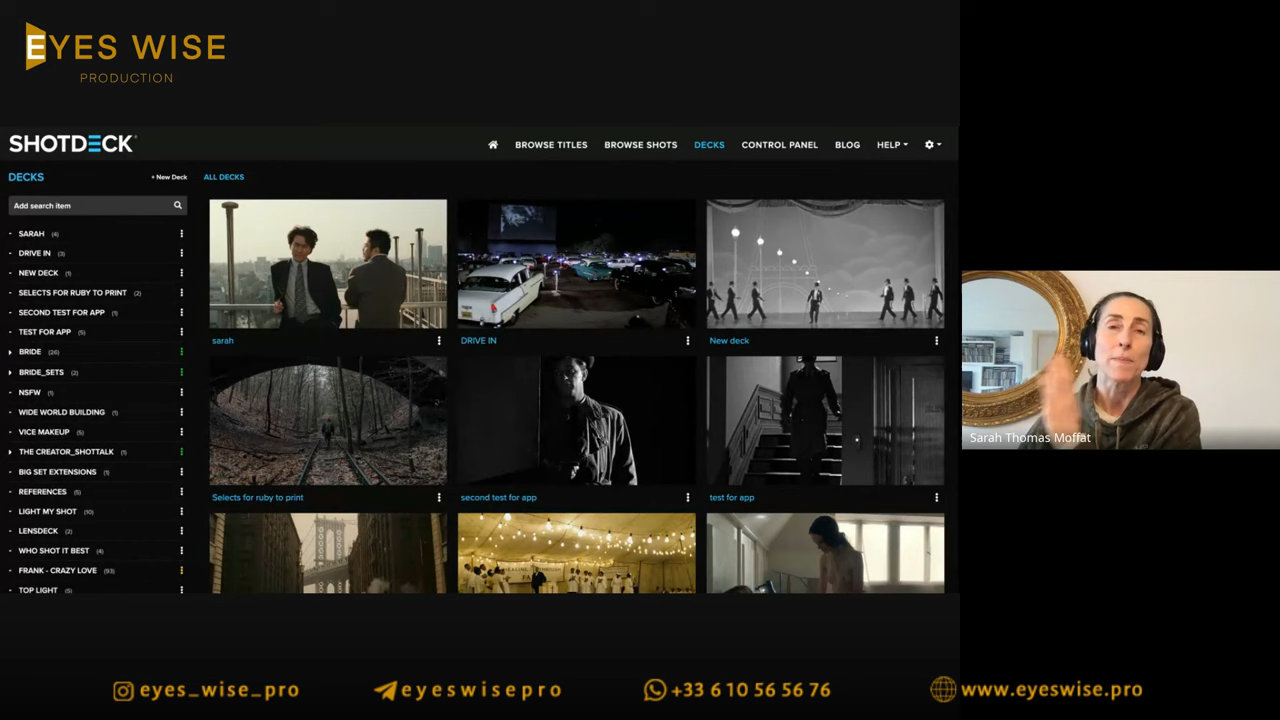 EYES WISE
PRODUCTION
SHOTDECK
BROWSE TITLES
BROWSE SHOTS
DECKS
CONTROL PANEL
BLOG
HELP
DECKS
+ New Deck
ALL DECKS
Add search item
SARAH (4)
DRIVE IN (3)
NEW DECK (1)
SELECTS FOR RUBY TO PRINT (2)
SECOND TEST FOR APP (1)
TEST FOR APP (5)
BRIDE (26)
BRIDE_SETS (2)
NSFW (1)
WIDE WORLD BUILDING (1)
VICE MAKEUP (5)
THE CREATOR_SHOTTALK (1)
BIG SET EXTENSIONS (1)
REFERENCES (5)
LIGHT MY SHOT (10)
LENSDECK (2)
WHO SHOT IT BEST (4)
FRANK - CRAZY LOVE (93)
TOP LIGHT (5)
sarah
DRIVE IN
New deck
Selects for ruby to print
second test for app
test for app
Sarah Thomas Moffat
eyes_wise_pro
eyeswisepro
+33 6 10 56 56 76
www.eyeswise.pro